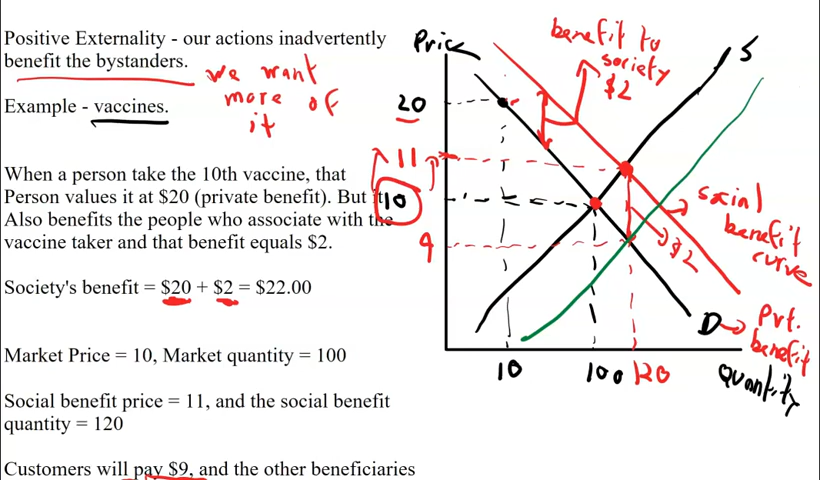 Positive Externality - our actions inadvertently
benefit the bystanders.
we want
more of
it
Example - vaccines.
When a person take the 10th vaccine, that
Person values it at $20 (private benefit). But it
Also benefits the people who associate with the
vaccine taker and that benefit equals $2.
Society's benefit = $20 + $2 = $22.00
Market Price = 10, Market quantity = 100
Social benefit price = 11, and the social benefit
quantity = 120
Customers will pay $9, and the other beneficiaries
Price
benefit to
society
$2
S
20
11
10
9
social
benefit
curve
$2
D
Pvt.
benefit
10
100
120
Quantity